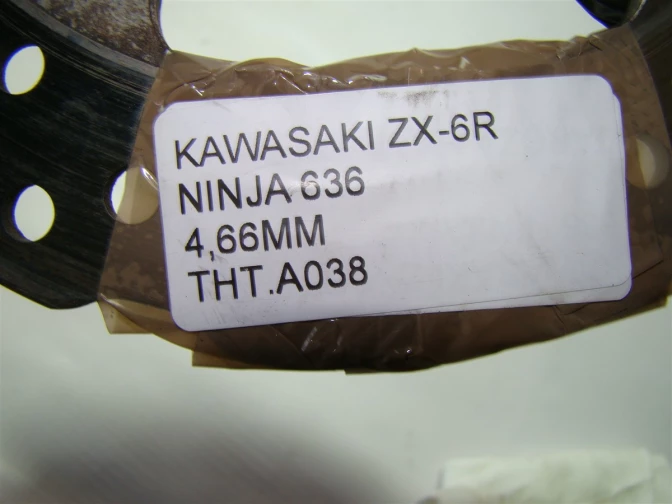 KAWASAKI ZX-6R
NINJA 636
4,66MM
THT.A038